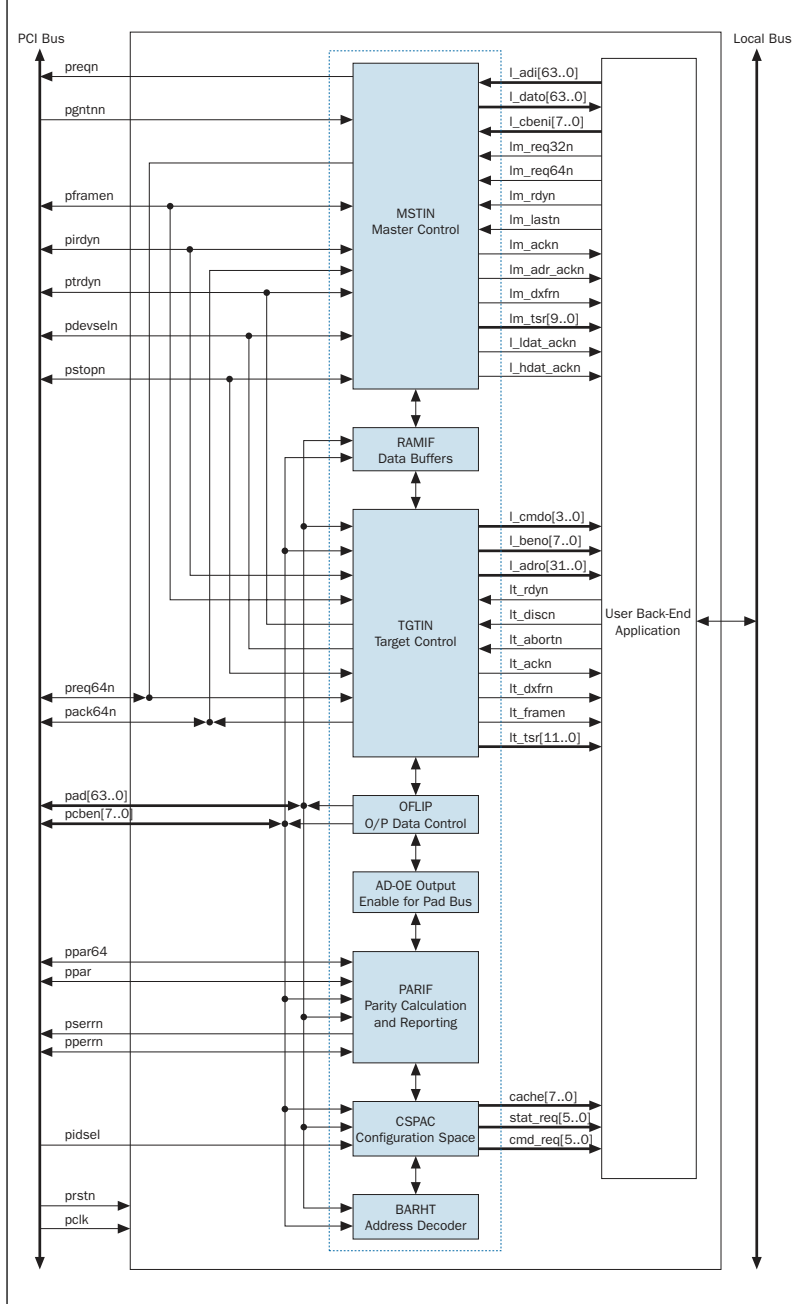 PCI Bus
Local Bus
preqn
pgntnn
pframen
pirdyn
ptrdyn
pdevseln
pstopn
MSTIN
Master Control
l_adi[63..0]
l_dato[63..0]
l_cbeni[7..0]
lm_req32n
lm_req64n
lm_rdyn
lm_lastn
lm_ackn
lm_adr_ackn
lm_dxfrn
lm_tsr[9..0]
l_ldat_ackn
l_hdat_ackn
RAMIF
Data Buffers
TGTIN
Target Control
l_cmdo[3..0]
l_beno[7..0]
l_adro[31..0]
lt_rdyn
lt_discn
lt_abortn
lt_ackn
lt_dxfrn
lt_framen
lt_tsr[11..0]
User Back-End
Application
preq64n
pack64n
pad[63..0]
pcben[7..0]
OFLIP
O/P Data Control
AD-OE Output
Enable for Pad Bus
ppar64
ppar
pserrn
pperrn
PARIF
Parity Calculation
and Reporting
pidsel
CSPAC
Configuration Space
cache[7..0]
stat_req[5..0]
cmd_req[5..0]
prstn
pclk
BARHT
Address Decoder